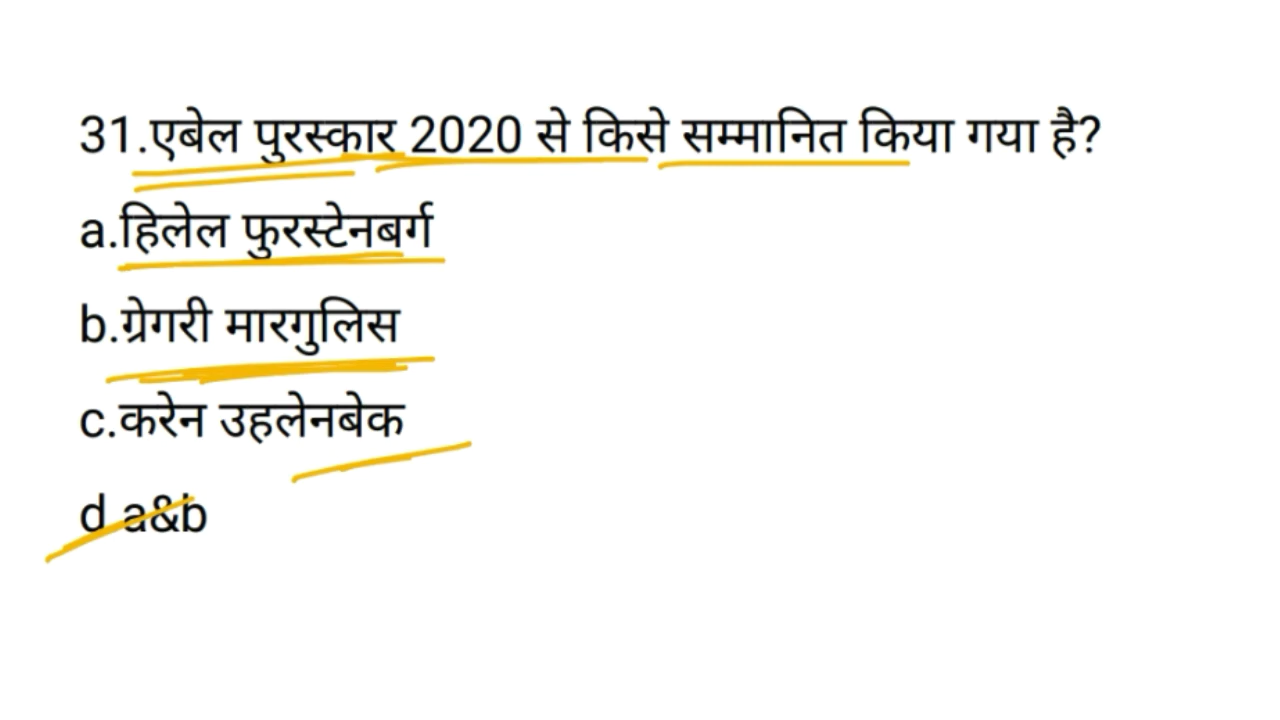 31.एबेल पुरस्कार 2020 से किसे सम्मानित किया गया है?
a.हिलेल फुरस्टेनबर्ग
b.ग्रेगरी मारगुलिस
c.करेन उहलेनबेक
d a&b